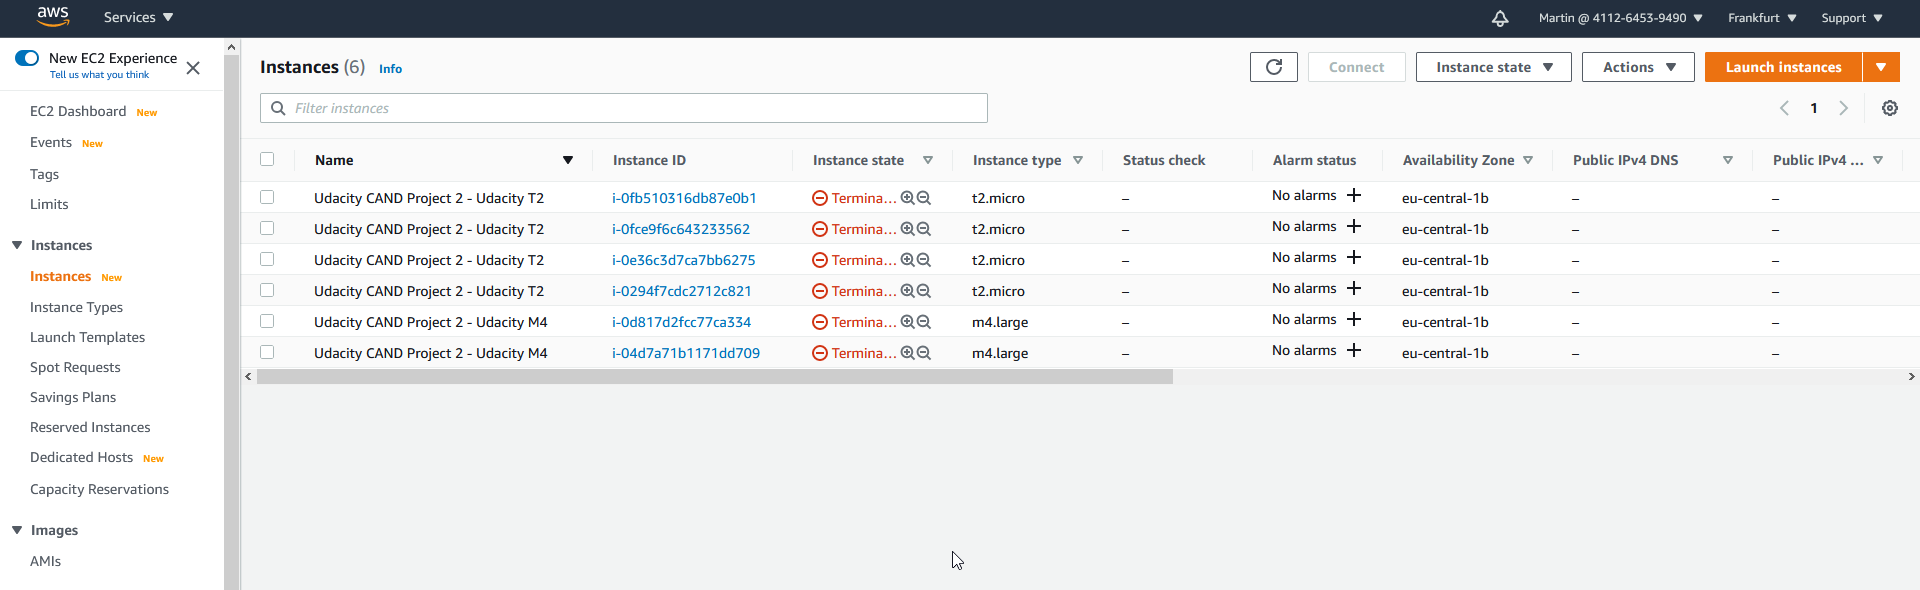 aws Services Martin @ 4112-6453-9490 Frankfurt Support
New EC2 Experience
Tell us what you think
EC2 Dashboard New
Events New
Tags
Limits
Instances
Instances New
Instance Types
Launch Templates
Spot Requests
Savings Plans
Reserved Instances
Dedicated Hosts New
Capacity Reservations
Images
AMIs
Instances (6) Info
Connect Instance state Actions Launch instances
Filter instances
1
Name Instance ID Instance state Instance type Status check Alarm status Availability Zone Public IPv4 DNS Public IPv4 ...
Udacity CAND Project 2 - Udacity T2 i-0fb510316db87e0b1 Termina... t2.micro – No alarms + eu-central-1b – –
Udacity CAND Project 2 - Udacity T2 i-0fce9f6c643233562 Termina... t2.micro – No alarms + eu-central-1b – –
Udacity CAND Project 2 - Udacity T2 i-0e36c3d7ca7bb6275 Termina... t2.micro – No alarms + eu-central-1b – –
Udacity CAND Project 2 - Udacity T2 i-0294f7cdc2712c821 Termina... t2.micro – No alarms + eu-central-1b – –
Udacity CAND Project 2 - Udacity M4 i-0d817d2fcc77ca334 Termina... m4.large – No alarms + eu-central-1b – –
Udacity CAND Project 2 - Udacity M4 i-04d7a71b1171dd709 Termina... m4.large – No alarms + eu-central-1b – –